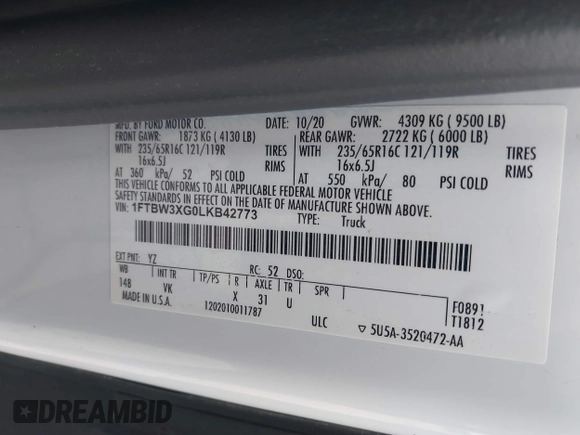 MFD. BY FORD MOTOR CO. DATE: 10/20 GVWR: 4309 KG ( 9500 LB)
FRONT GAWR: 1873 KG ( 4130 LB) REAR GAWR: 2722 KG ( 6000 LB)
WITH 235/65R16C 121/119R TIRES WITH 235/65R16C 121/119R TIRES
16x6.5J RIMS 16x6.5J RIMS
AT 360 kPa/ 52 PSI COLD AT 550 kPa/ 80 PSI COLD
THIS VEHICLE CONFORMS TO ALL APPLICABLE FEDERAL MOTOR VEHICLE
SAFETY STANDARDS IN EFFECT ON THE DATE OF MANUFACTURE SHOWN ABOVE.
VIN: 1FTBW3XG0LKB42773 TYPE: Truck
EXT PNT: YZ RC: 52 DSO:
WB INT TR TP/PS R AXLE TR SPR
148 VK X 31 U
F0891
T1812
MADE IN U.S.A. 1202010011787 ULC ▽ 5U5A-3520472-AA
DREAMBID